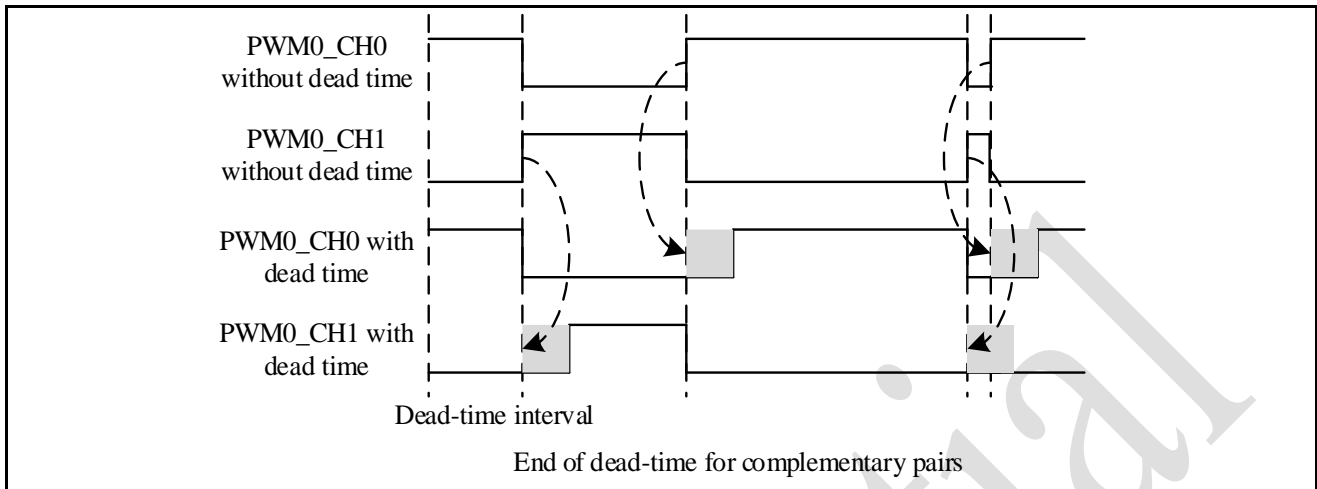 PWM0_CH0
without dead time
PWM0_CH1
without dead time
PWM0_CH0 with
dead time
PWM0_CH1 with
dead time
Dead-time interval
End of dead-time for complementary pairs
tial